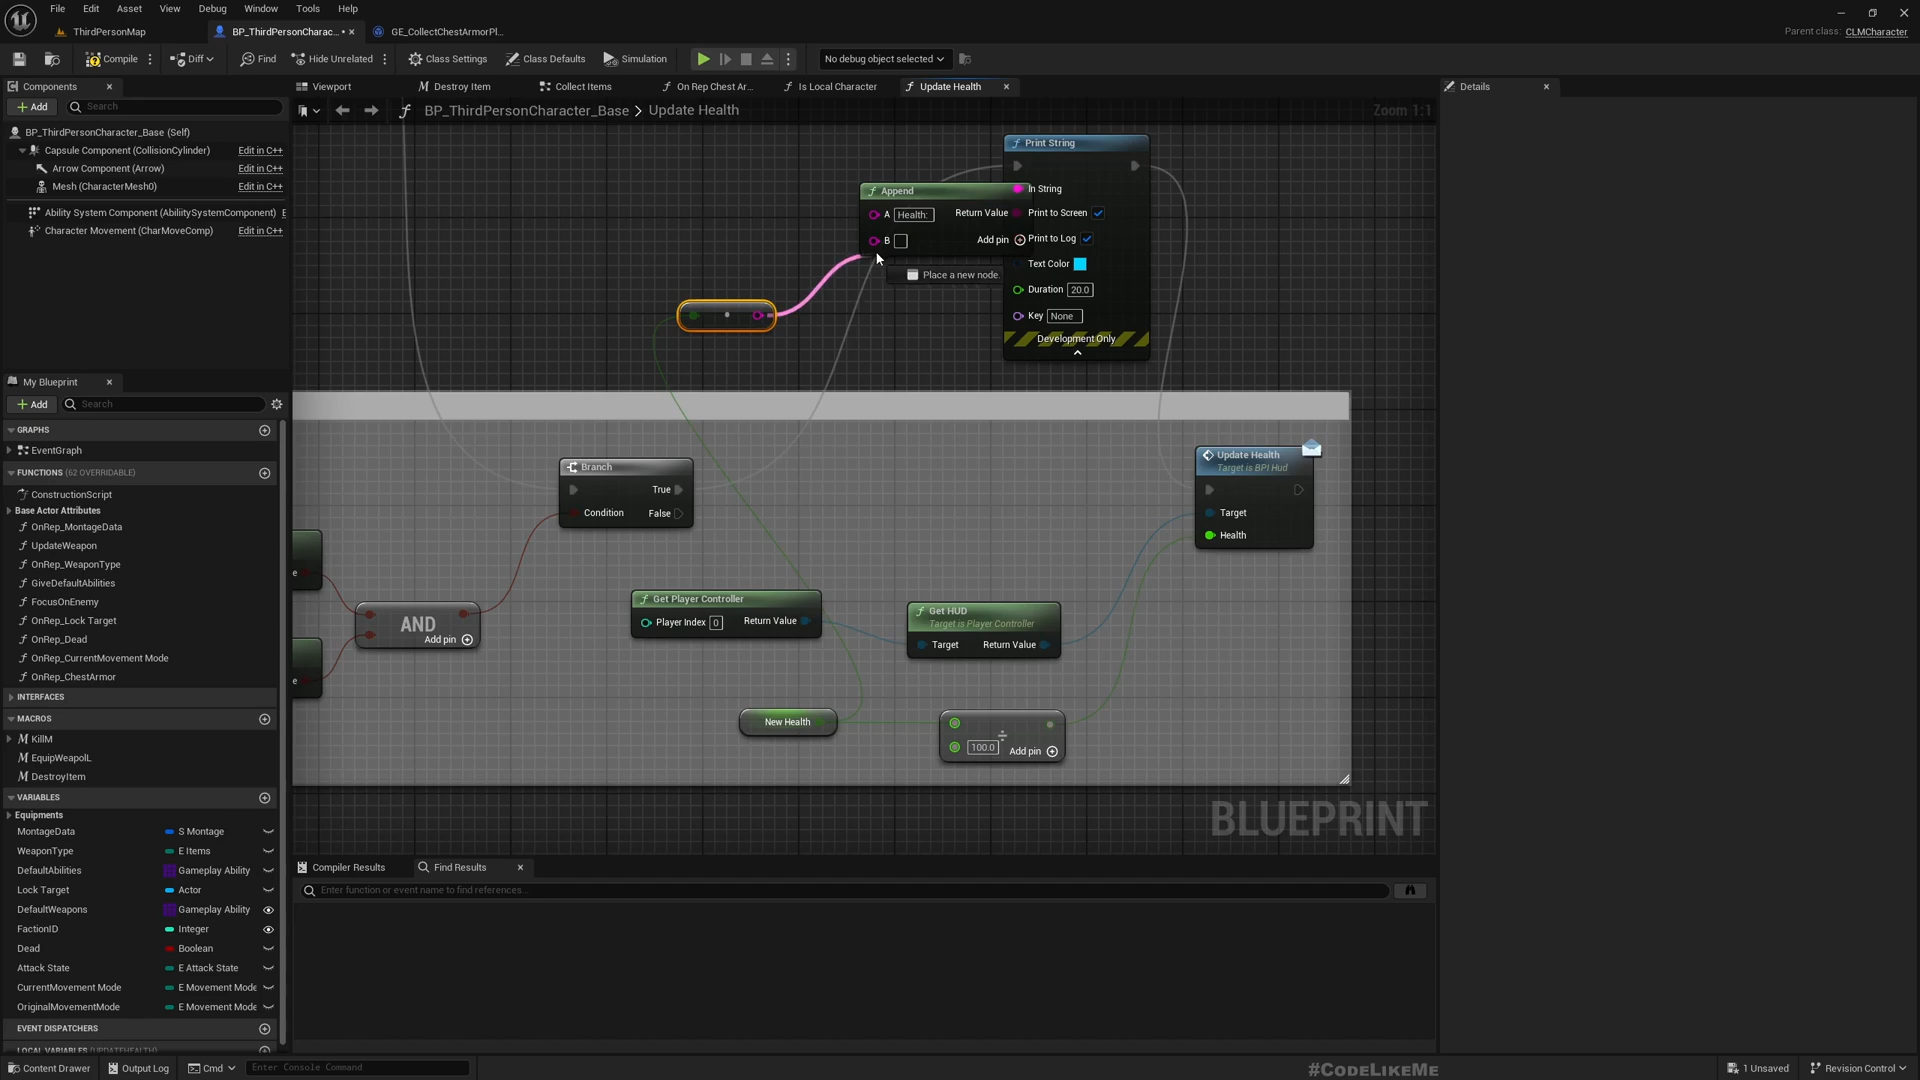 File Edit Asset View Debug Window Tools Help
ThirdPersonMap
BP_ThirdPersonCharac...
GE_CollectChestArmorPl...
Parent class: CLMCharacter
Compile
Diff
Find
Hide Unrelated
Class Settings
Class Defaults
Simulation
No debug object selected
Components
Viewport
Destroy Item
Collect Items
On Rep Chest Ar...
Is Local Character
Update Health
Details
Add
Search
BP_ThirdPersonCharacter_Base > Update Health
Zoom 1:1
BP_ThirdPersonCharacter_Base (Self)
Capsule Component (CollisionCylinder) Edit in C++
Arrow Component (Arrow) Edit in C++
Mesh (CharacterMesh0) Edit in C++
Ability System Component (AbiliitySystemComponent) E
Character Movement (CharMoveComp) Edit in C++
Print String
In String
Print to Screen
Print to Log
Text Color
Duration 20.0
Key None
Development Only
Append
A Health: Return Value
B Add pin
Place a new node.
My Blueprint
Add
Search
GRAPHS
EventGraph
FUNCTIONS (62 OVERRIDABLE)
ConstructionScript
Base Actor Attributes
OnRep_MontageData
UpdateWeapon
OnRep_WeaponType
GiveDefaultAbilities
FocusOnEnemy
OnRep_Lock Target
OnRep_Dead
OnRep_CurrentMovement Mode
OnRep_ChestArmor
INTERFACES
MACROS
KillM
EquipWeapolL
DestroyItem
VARIABLES
Equipments
MontageData S Montage
WeaponType E Items
DefaultAbilities Gameplay Ability
Lock Target Actor
DefaultWeapons Gameplay Ability
FactionID Integer
Dead Boolean
Attack State E Attack State
CurrentMovement Mode E Movement Mode
OriginalMovementMode E Movement Mode
EVENT DISPATCHERS
LOCAL VARIABLES (UPDATEHEALTH)
Branch
True
Condition False
Update Health
Target is BPI Hud
Target
Health
e
e
AND
Add pin
Get Player Controller
Player Index 0 Return Value
Get HUD
Target is Player Controller
Target Return Value
New Health
÷
100.0 Add pin
BLUEPRINT
Compiler Results
Find Results
Enter function or event name to find references...
Content Drawer
Output Log
Cmd
Enter Console Command
#CodeLikeMe
1 Unsaved
Revision Control